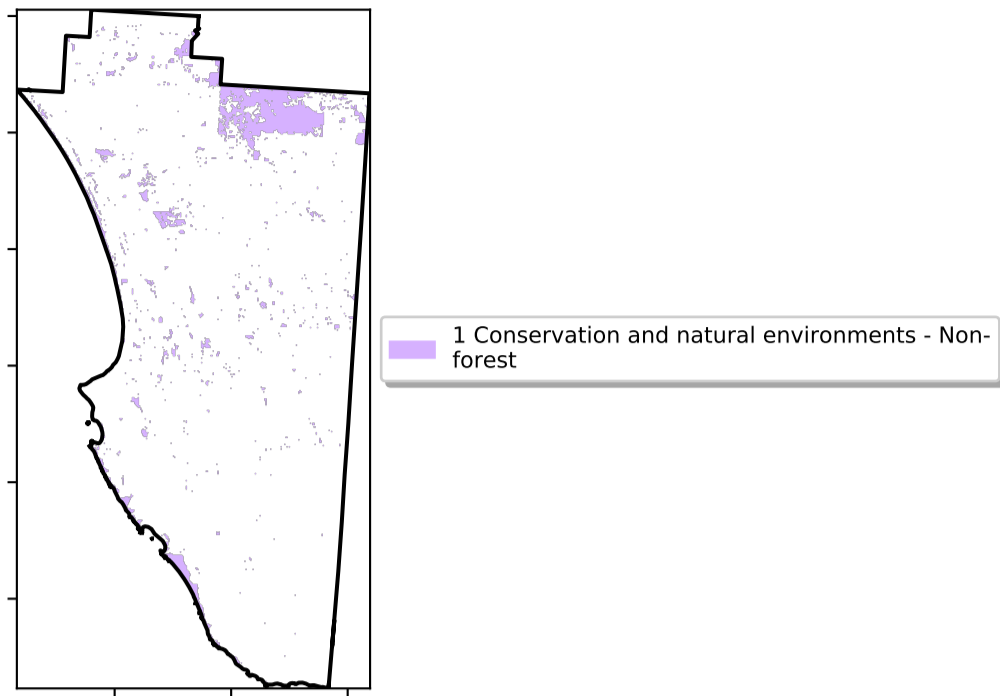 1 Conservation and natural environments - Non-
forest